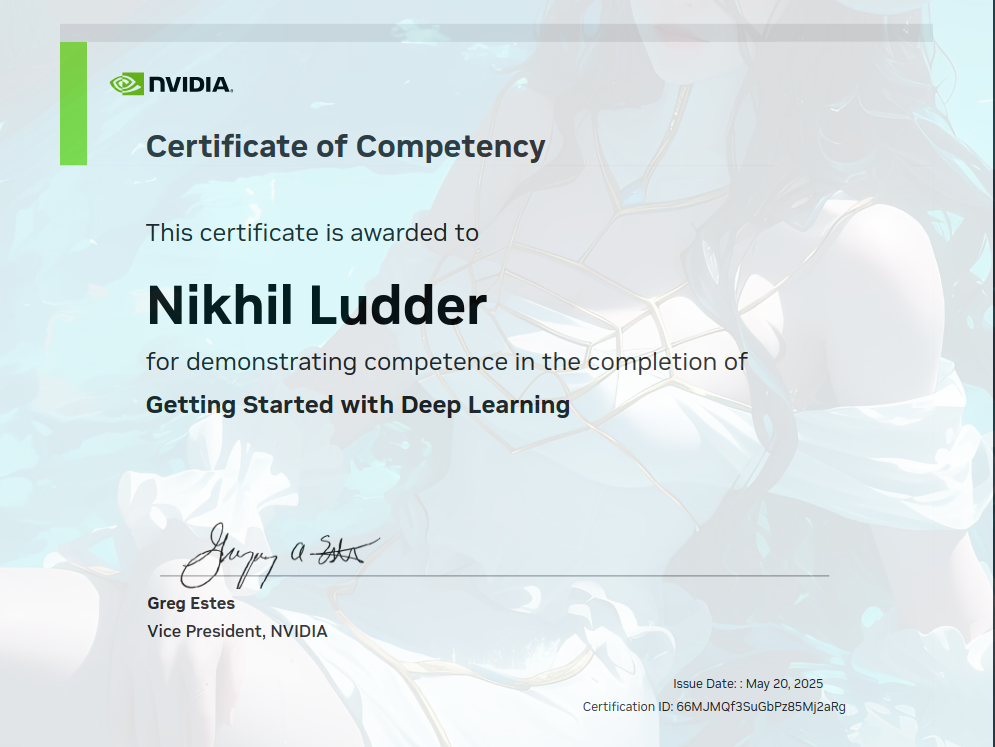 NVIDIA.
Certificate of Competency
This certificate is awarded to
Nikhil Ludder
for demonstrating competence in the completion of
Getting Started with Deep Learning
Gregory A Estes
Greg Estes
Vice President, NVIDIA
Issue Date: : May 20, 2025
Certification ID: 66MJMQf3SuGbPz85Mj2aRg